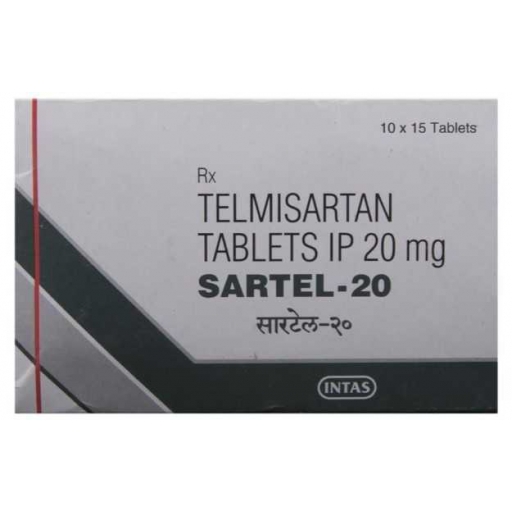 10 x 15 Tablets
Rx
TELMISARTAN
TABLETS IP 20 mg
SARTEL-20
सारटेल-२०
INTAS